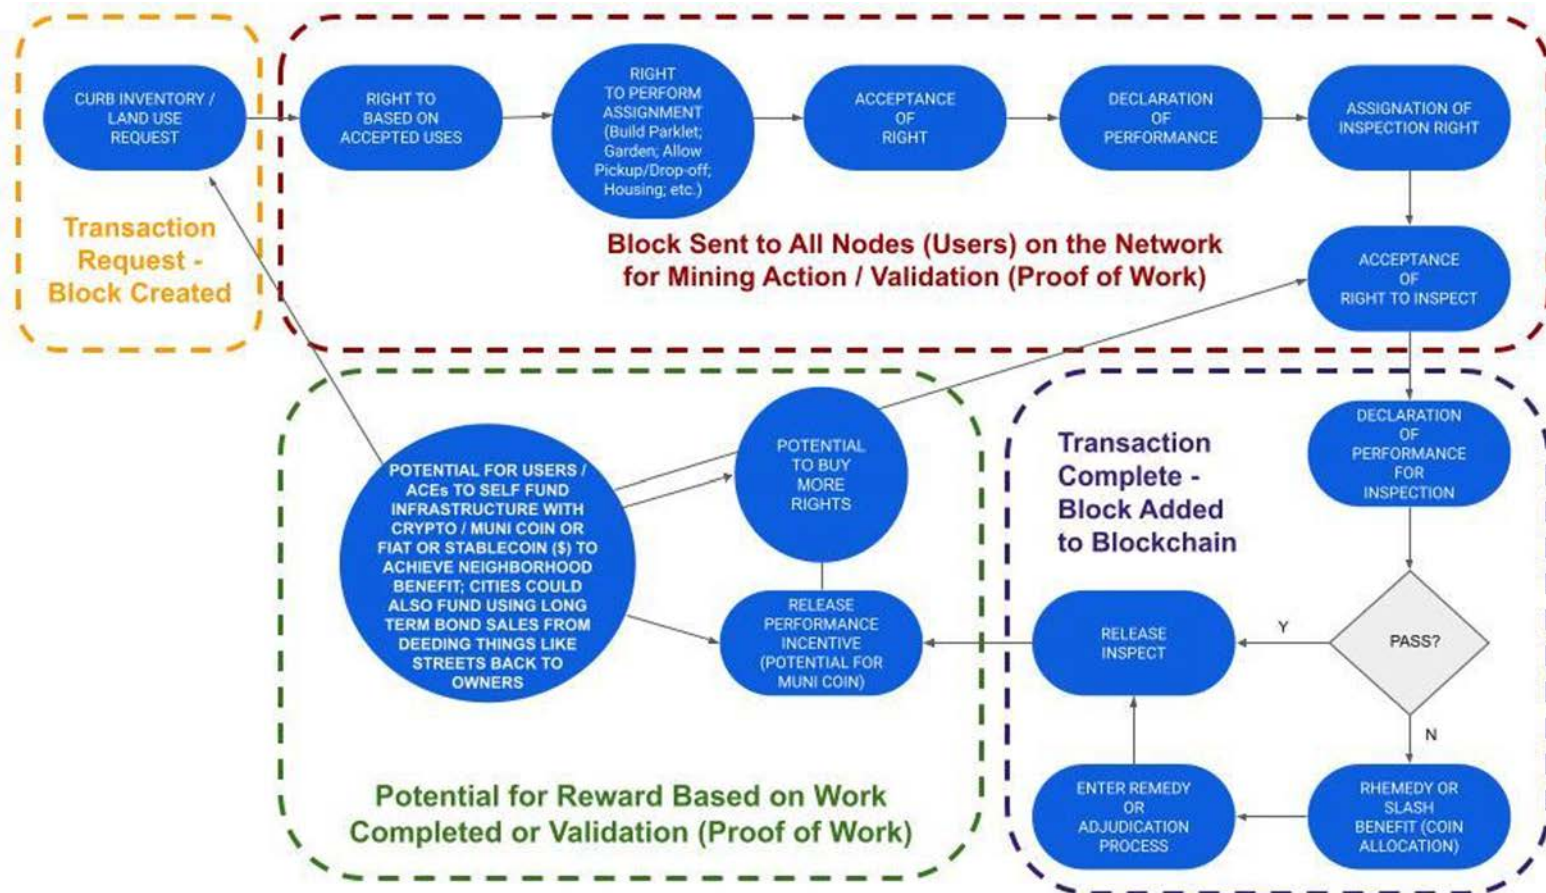 CURB INVENTORY /
LAND USE
REQUEST
Transaction
Request -
Block Created
RIGHT TO
BASED ON
ACCEPTED USES
RIGHT
TO PERFORM
ASSIGNMENT
(Build Parklet;
Garden; Allow
Pickup/Drop-off;
Housing; etc.)
ACCEPTANCE
OF
RIGHT
DECLARATION
OF
PERFORMANCE
ASSIGNATION OF
INSPECTION RIGHT
Block Sent to All Nodes (Users) on the Network
for Mining Action / Validation (Proof of Work)
ACCEPTANCE
OF
RIGHT TO INSPECT
DECLARATION
OF
PERFORMANCE
FOR
INSPECTION
Transaction
Complete -
Block Added
to Blockchain
PASS?
Y
N
RELEASE
INSPECT
RHEMEDY OR
SLASH
BENEFIT (COIN
ALLOCATION)
ENTER REMEDY
OR
ADJUDICATION
PROCESS
POTENTIAL
TO BUY
MORE
RIGHTS
RELEASE
PERFORMANCE
INCENTIVE
(POTENTIAL FOR
MUNI COIN)
POTENTIAL FOR USERS /
ACEs TO SELF FUND
INFRASTRUCTURE WITH
CRYPTO / MUNI COIN OR
FIAT OR STABLECOIN ($) TO
ACHIEVE NEIGHBORHOOD
BENEFIT; CITIES COULD
ALSO FUND USING LONG
TERM BOND SALES FROM
DEEDING THINGS LIKE
STREETS BACK TO
OWNERS
Potential for Reward Based on Work
Completed or Validation (Proof of Work)